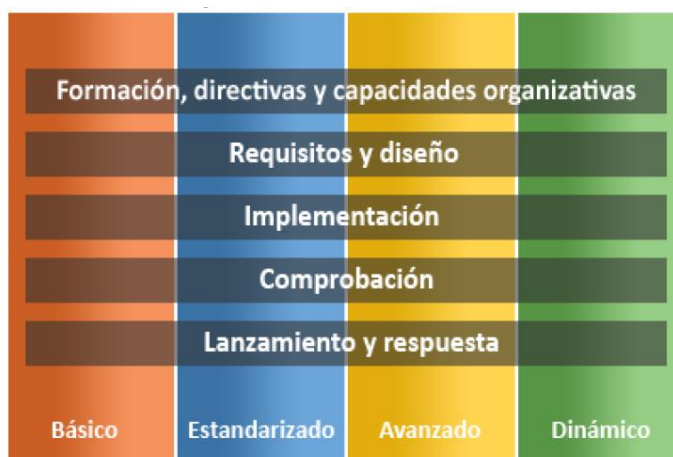 Formación, directivas y capacidades organizativas
Requisitos y diseño
Implementación
Comprobación
Lanzamiento y respuesta
Básico
Estandarizado
Avanzado
Dinámico